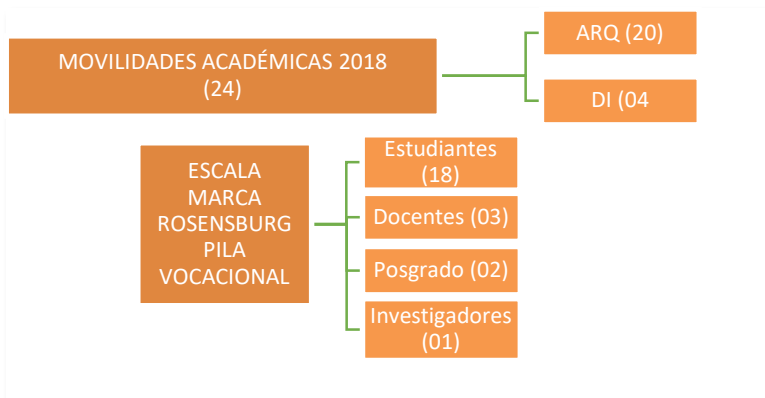 MOVILIDADES ACADÉMICAS 2018
(24)
ARQ (20)
DI (04
ESCALA
MARCA
ROSENSBURG
PILA
VOCACIONAL
Estudiantes
(18)
Docentes (03)
Posgrado (02)
Investigadores
(01)